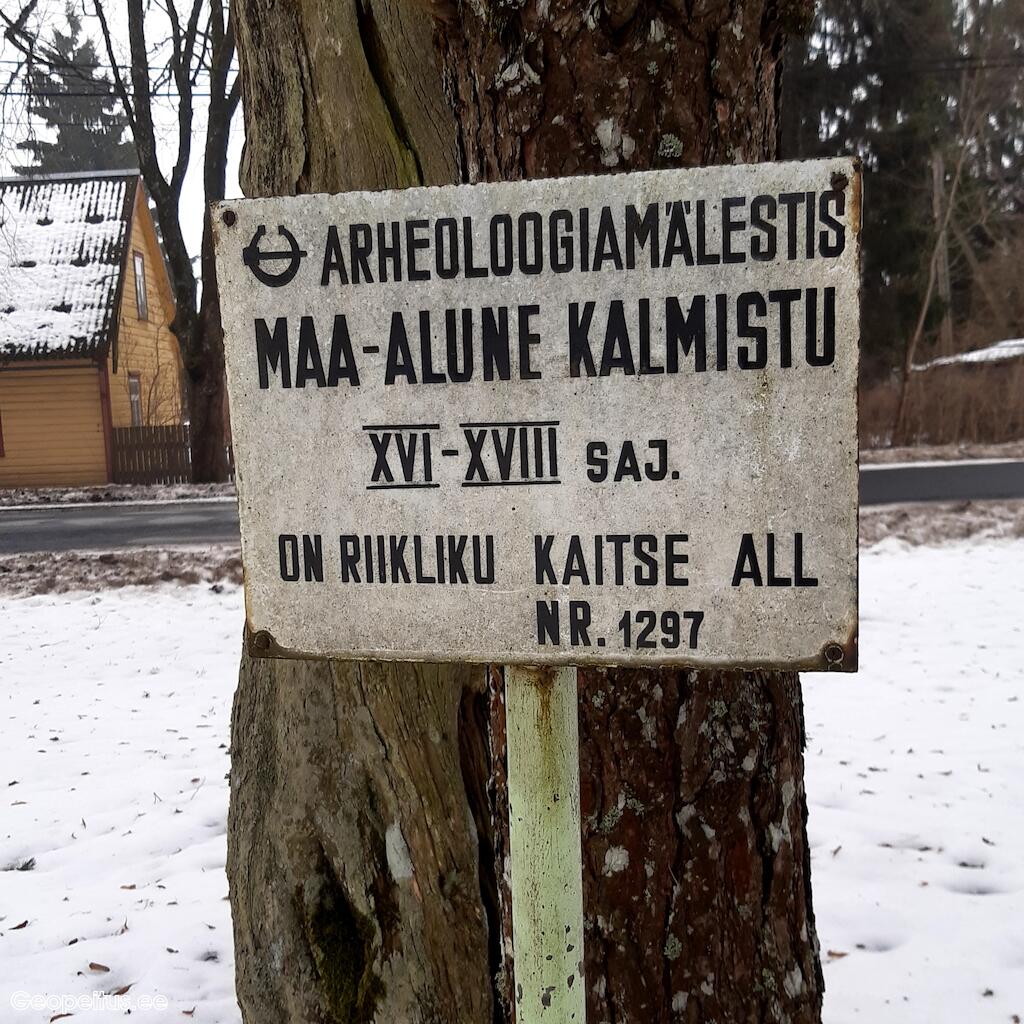 ARHEOLOOGIAMÄLESTIS
MAA-ALUNE KALMISTU
XVI-XVIII SAJ.
ON RIIKLIKU KAITSE ALL
NR. 1297
Geopeitus.ee